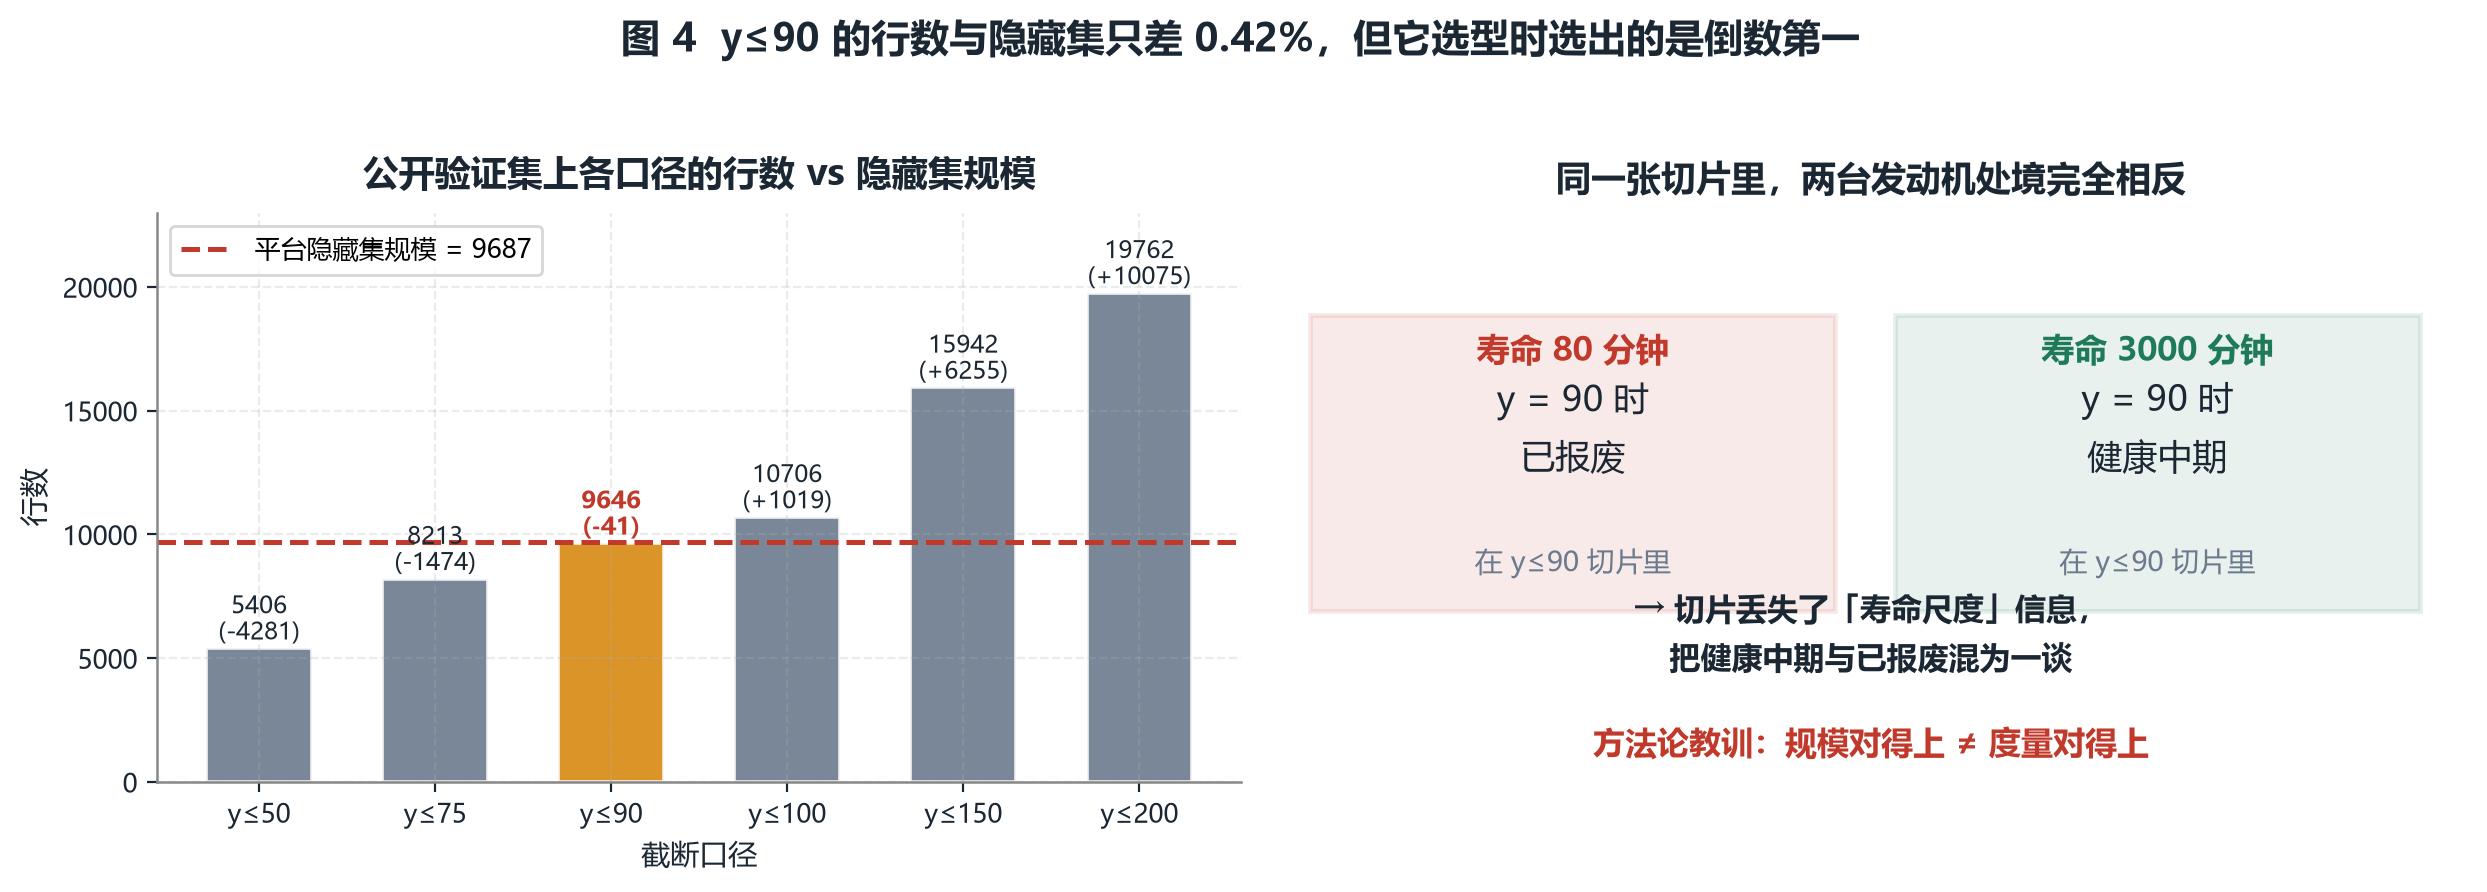 图 4  y≤90 的行数与隐藏集只差 0.42%，但它选型时选出的是倒数第一
公开验证集上各口径的行数 vs 隐藏集规模
平台隐藏集规模 = 9687
行数
20000
15000
10000
5000
0
5406
(-4281)
8213
(-1474)
9646
(-41)
10706
(+1019)
15942
(+6255)
19762
(+10075)
y≤50
y≤75
y≤90
y≤100
y≤150
y≤200
截断口径
同一张切片里，两台发动机处境完全相反
寿命 80 分钟
y = 90 时
已报废
在 y≤90 切片里
寿命 3000 分钟
y = 90 时
健康中期
在 y≤90 切片里
→ 切片丢失了「寿命尺度」信息，
把健康中期与已报废混为一谈
方法论教训：规模对得上 ≠ 度量对得上